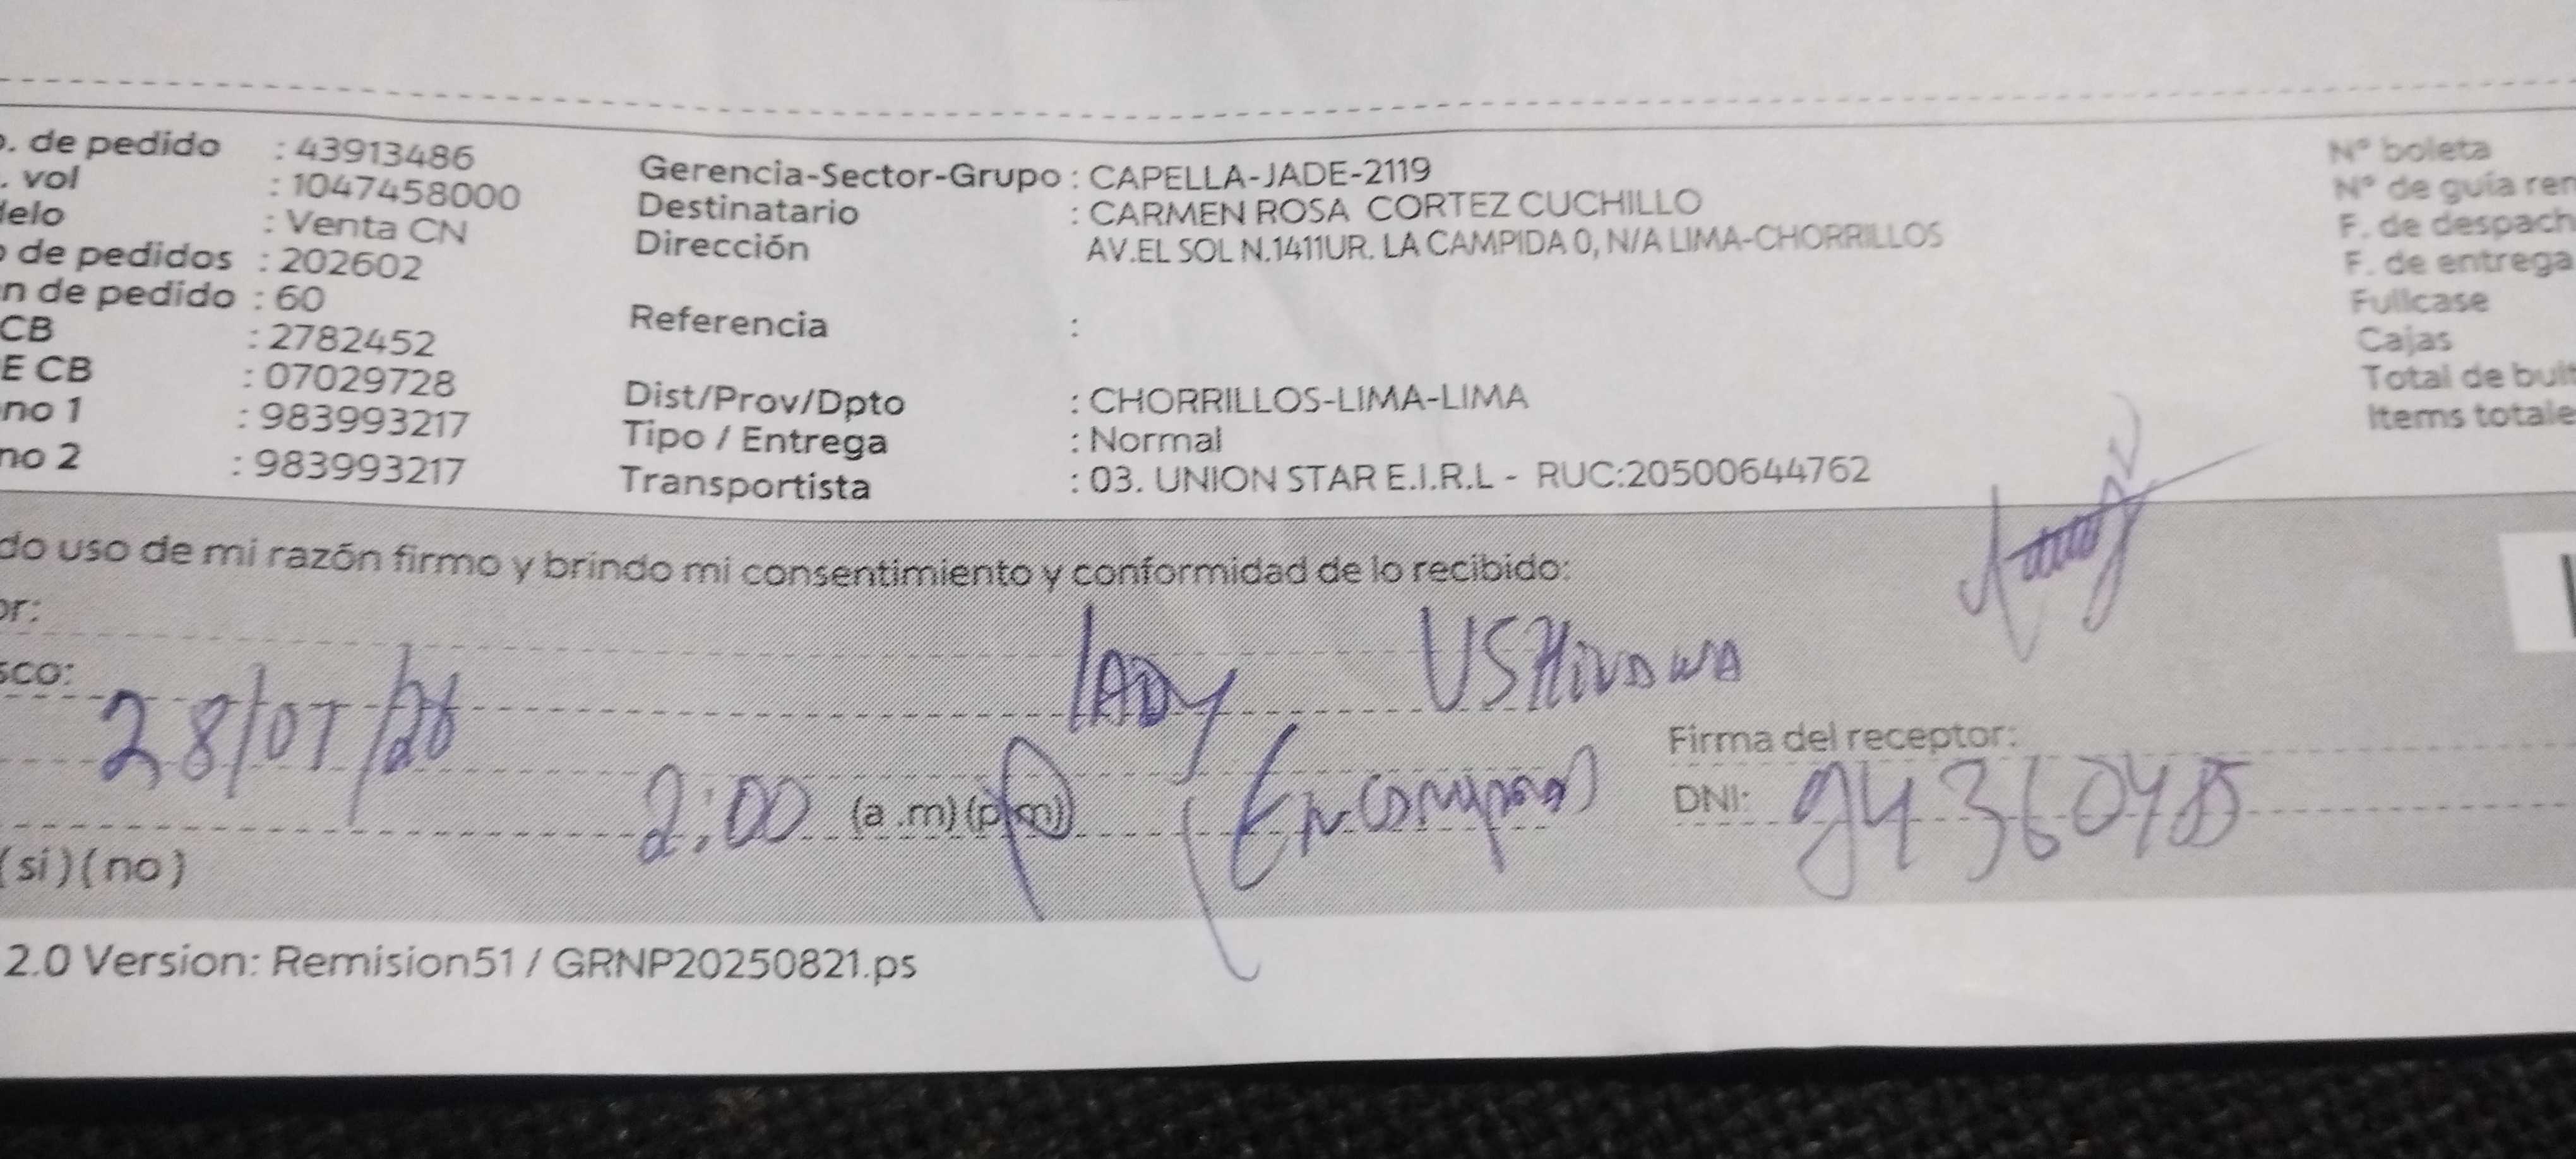 . de pedido : 43913486
. vol : 1047458000
delo : Venta CN
o de pedidos : 202602
n de pedido : 60
CB : 2782452
E CB : 07029728
no 1 : 983993217
no 2 : 983993217
Gerencia-Sector-Grupo : CAPELLA-JADE-2119
Destinatario : CARMEN ROSA CORTEZ CUCHILLO
Dirección AV.EL SOL N.1411UR. LA CAMPIDA 0, N/A LIMA-CHORRILLOS
Referencia :
Dist/Prov/Dpto : CHORRILLOS-LIMA-LIMA
Tipo / Entrega : Normal
Transportista : 03. UNION STAR E.I.R.L - RUC:20500644762
Nº boleta
Nº de guía rem
F. de despach
F. de entrega
Fullcase
Cajas
Total de bult
Items totale
do uso de mi razón firmo y brindo mi consentimiento y conformidad de lo recibido:
or:
sco:
LADY
28/07/26
Firma del receptor:
2:00 (a .m) (p.m)
DNI:
(si) (no)
2.0 Version: Remision51 / GRNP20250821.ps